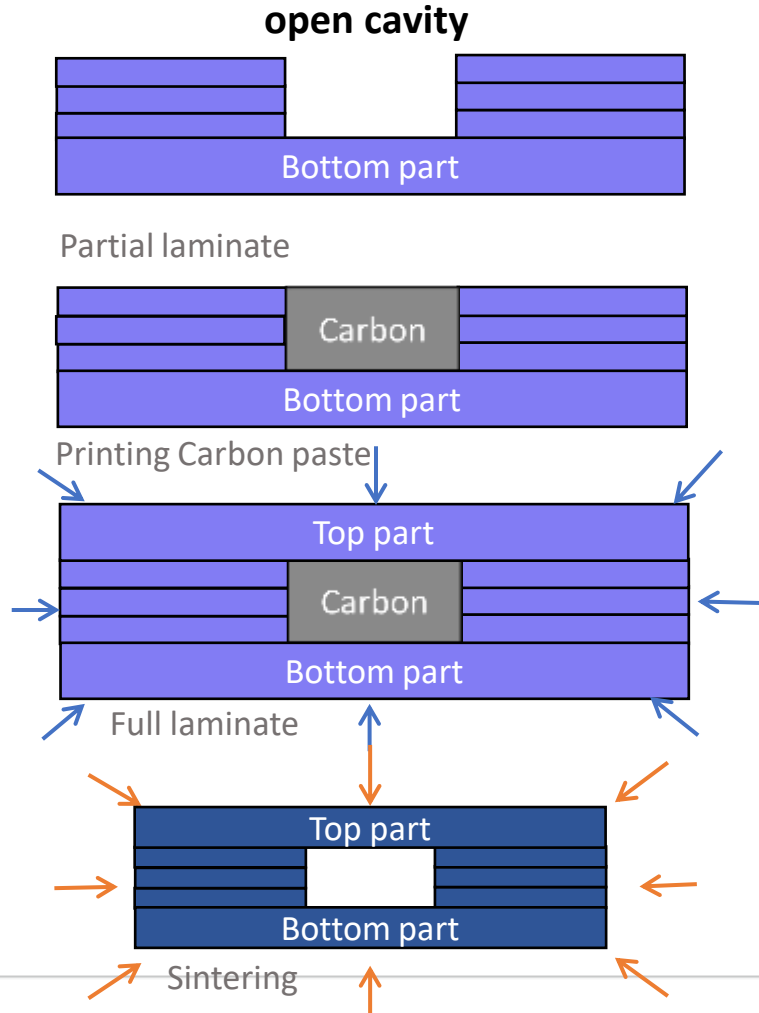 open cavity
Bottom part
Partial laminate
Carbon
Bottom part
Printing Carbon paste
Top part
Carbon
Bottom part
Full laminate
Top part
Bottom part
Sintering